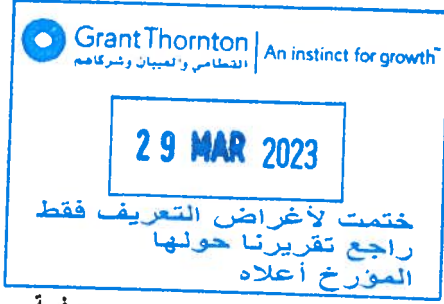 Grant Thornton | An instinct for growth™
القطامي والعيبان وشركاهم
29 MAR 2023
ختمت لأغراض التعريف فقط
راجع تقريرنا حولها
المؤرخ أعلاه